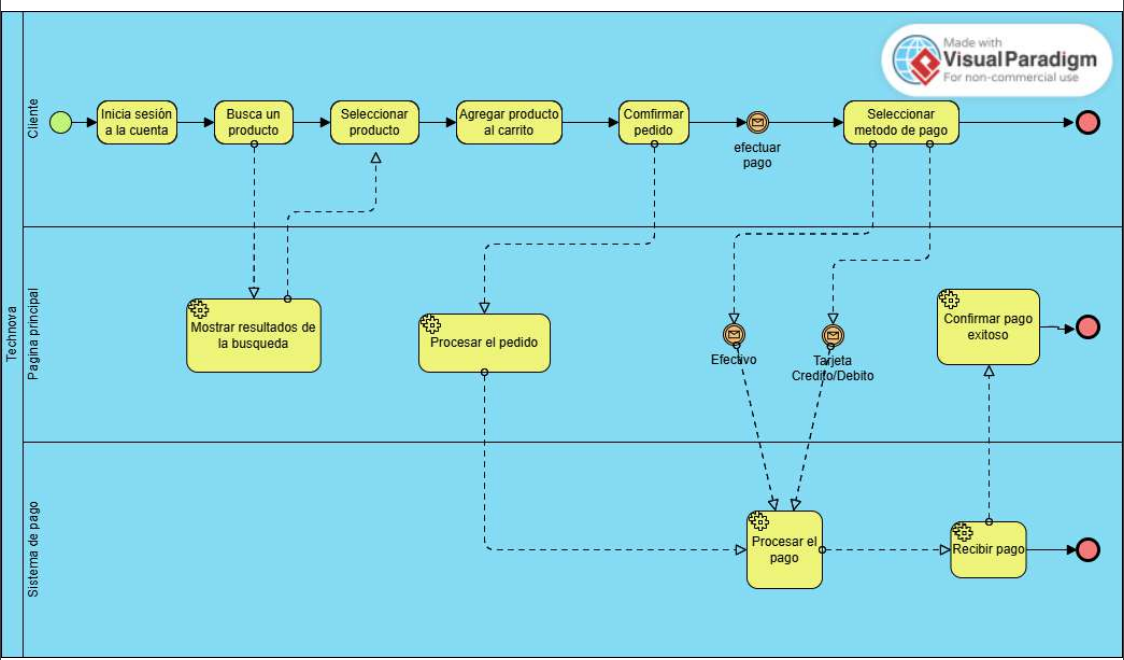 Made with
Visual Paradigm
For non-commercial use
Technova
Cliente
Inicia sesión
a la cuenta
Busca un
producto
Seleccionar
producto
Agregar producto
al carrito
Comfirmar
pedido
efectuar
pago
Seleccionar
metodo de pago
Pagina principal
Mostrar resultados de
la busqueda
Procesar el pedido
Efectivo
Tarjeta
Credito/Debito
Confirmar pago
exitoso
Sistema de pago
Procesar el
pago
Recibir pago